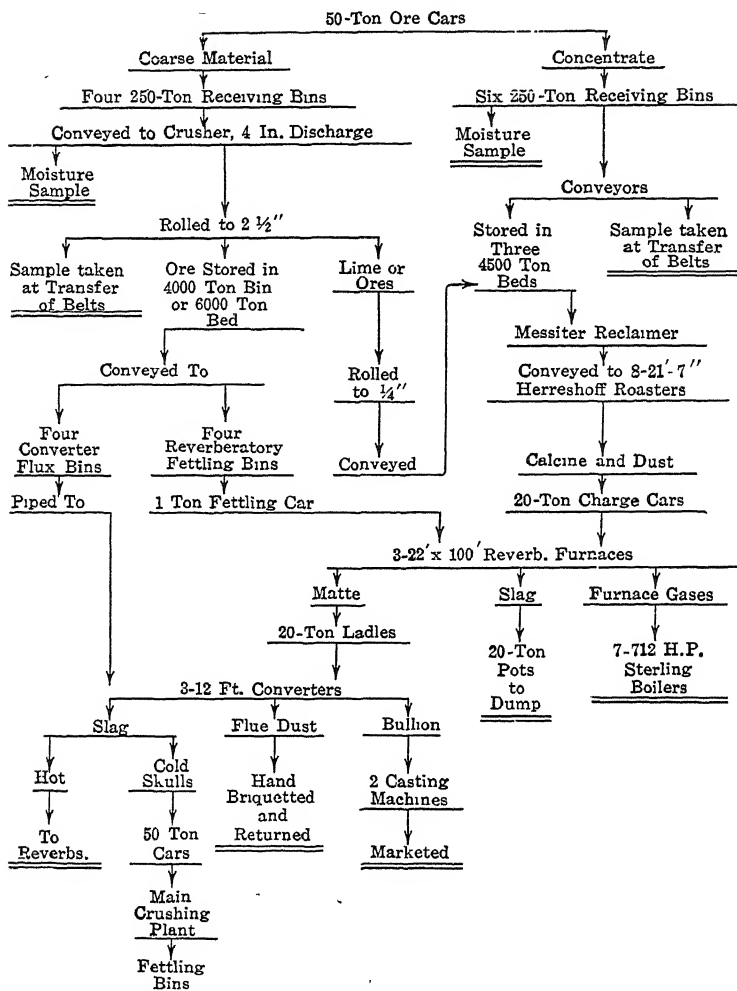 50-Ton Ore Cars
Coarse Material
Concentrate
Four 250-Ton Receiving Bins
Six 250-Ton Receiving Bins
Conveyed to Crusher, 4 In. Discharge
Moisture
Sample
Moisture
Sample
Conveyors
Rolled to 2 ½"
Stored in
Three
4500 Ton
Beds
Sample taken
at Transfer
of Belts
Sample taken
at Transfer
of Belts
Ore Stored in
4000 Ton Bin
or 6000 Ton
Bed
Lime or
Ores
Messiter Reclaimer
Conveyed To
Rolled
to ¼"
Conveyed to 8-21'-7"
Herreshoff Roasters
Four
Converter
Flux Bins
Four
Reverberatory
Fettling Bins
Conveyed
Calcine and Dust
Piped To
1 Ton Fettling Car
20-Ton Charge Cars
3-22' x 100' Reverb. Furnaces
Matte
Slag
Furnace Gases
20-Ton Ladles
20-Ton
Pots
to
Dump
7-712 H.P.
Sterling
Boilers
3-12 Ft. Converters
Slag
Flue Dust
Bullion
Hot
Cold
Skulls
Hand
Briquetted
and
Returned
2 Casting
Machines
To
Reverbs.
50 Ton
Cars
Marketed
Main
Crushing
Plant
Fettling
Bins